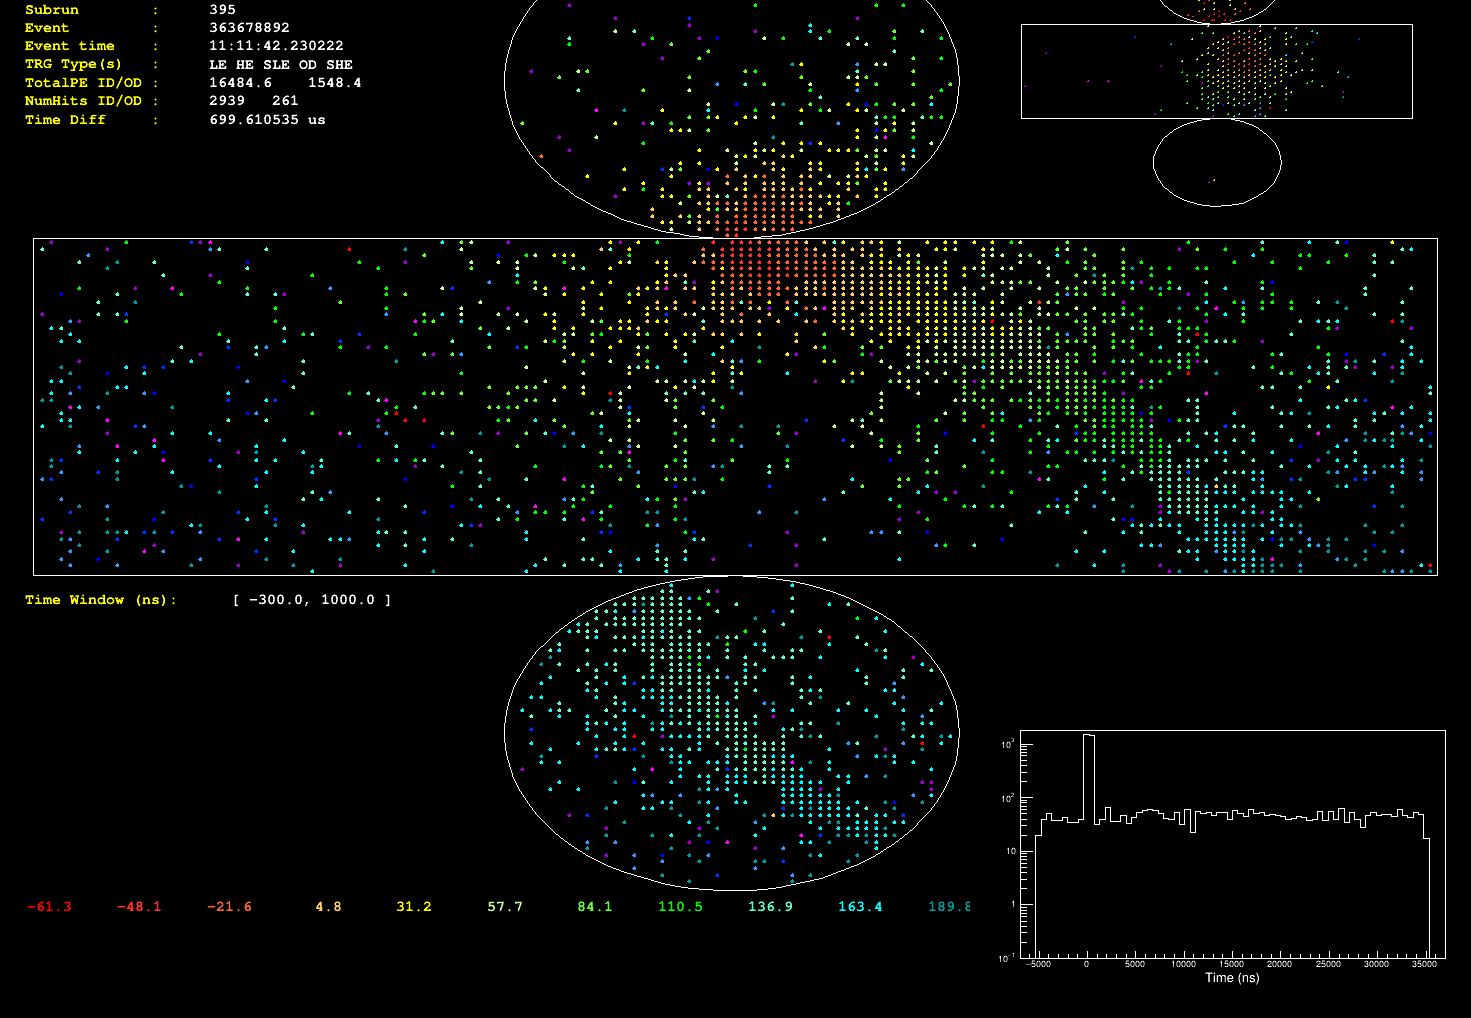 Subrun : 395
Event : 363678892
Event time : 11:11:42.230222
TRG Type(s) : LE HE SLE OD SHE
TotalPE ID/OD : 16484.6 1548.4
NumHits ID/OD : 2939 261
Time Diff : 699.610535 us
Time Window (ns): [ -300.0, 1000.0 ]
-61.3 -48.1 -21.6 4.8 31.2 57.7 84.1 110.5 136.9 163.4 189.8
10³
10²
10
1
10⁻¹
-5000 0 5000 10000 15000 20000 25000 30000 35000
Time (ns)